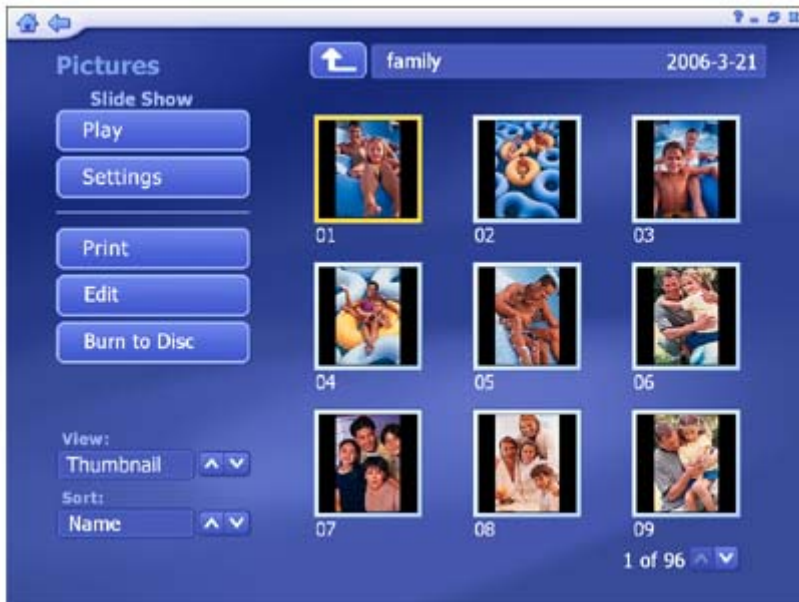 ?
Pictures
family 2006-3-21
Slide Show
Play
Settings
Print
Edit
Burn to Disc
View:
Thumbnail
Sort:
Name
01 02 03
04 05 06
07 08 09
1 of 96